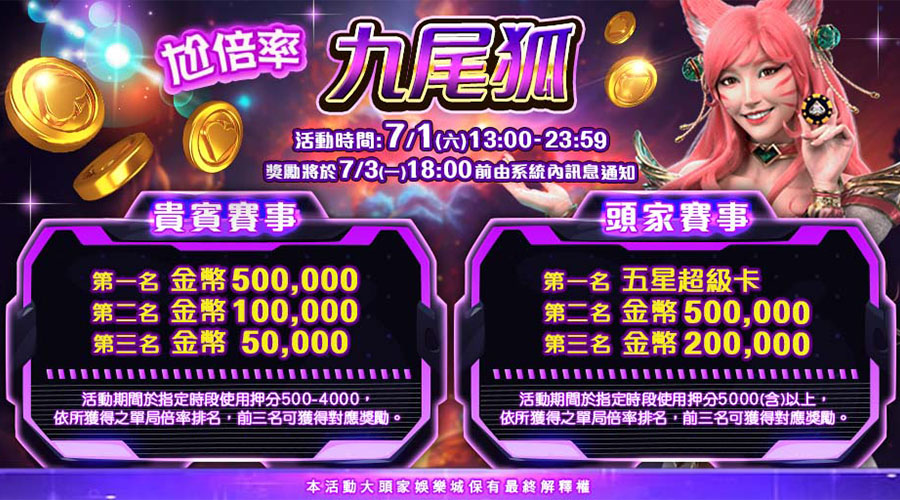 尬倍率
九尾狐
活動時間:7/1(六)13:00-23:59
獎勵將於7/3(一)18:00前由系統內訊息通知
貴賓賽事
第一名 金幣500,000
第二名 金幣100,000
第三名 金幣 50,000
活動期間於指定時段使用押分500-4000，
依所獲得之單局倍率排名，前三名可獲得對應獎勵。
頭家賽事
第一名 五星超級卡
第二名 金幣500,000
第三名 金幣200,000
活動期間於指定時段使用押分5000(含)以上，
依所獲得之單局倍率排名，前三名可獲得對應獎勵。
本活動大頭家娛樂城保有最終解釋權